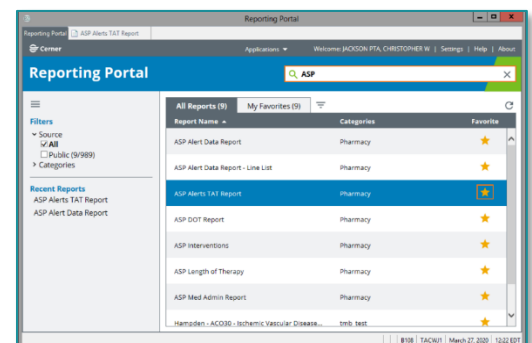 Reporting Portal
Reporting Portal ASP Alerts TAT Report
Cerner Applications Welcome: JACKSON PTA, CHRISTOPHER W | Settings | Help | About
Reporting Portal ASP
All Reports (9) My Favorites (9)
Filters Report Name Categories Favorite
Source
All ASP Alert Data Report Pharmacy
Public (9/989)
Categories ASP Alert Data Report - Line List Pharmacy
Recent Reports
ASP Alerts TAT Report ASP Alerts TAT Report Pharmacy
ASP Alert Data Report
ASP DOT Report Pharmacy
ASP Interventions Pharmacy
ASP Length of Therapy Pharmacy
ASP Med Admin Report Pharmacy
Hampden - ACO30 - Ischemic Vascular Disease... tmb test
B108 TACWJ1 March 27, 2020 12:22 EDT